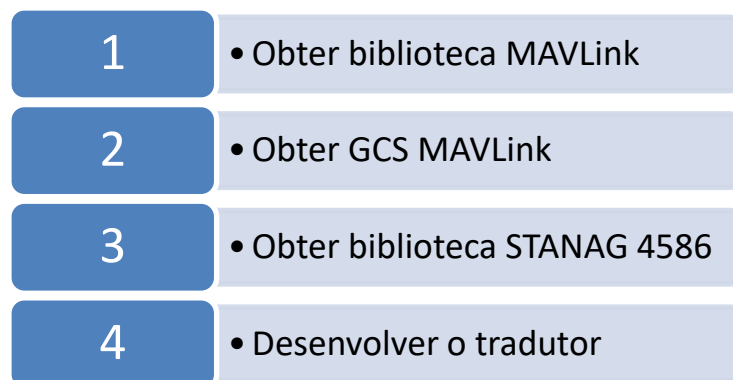 1 • Obter biblioteca MAVLink
2 • Obter GCS MAVLink
3 • Obter biblioteca STANAG 4586
4 • Desenvolver o tradutor